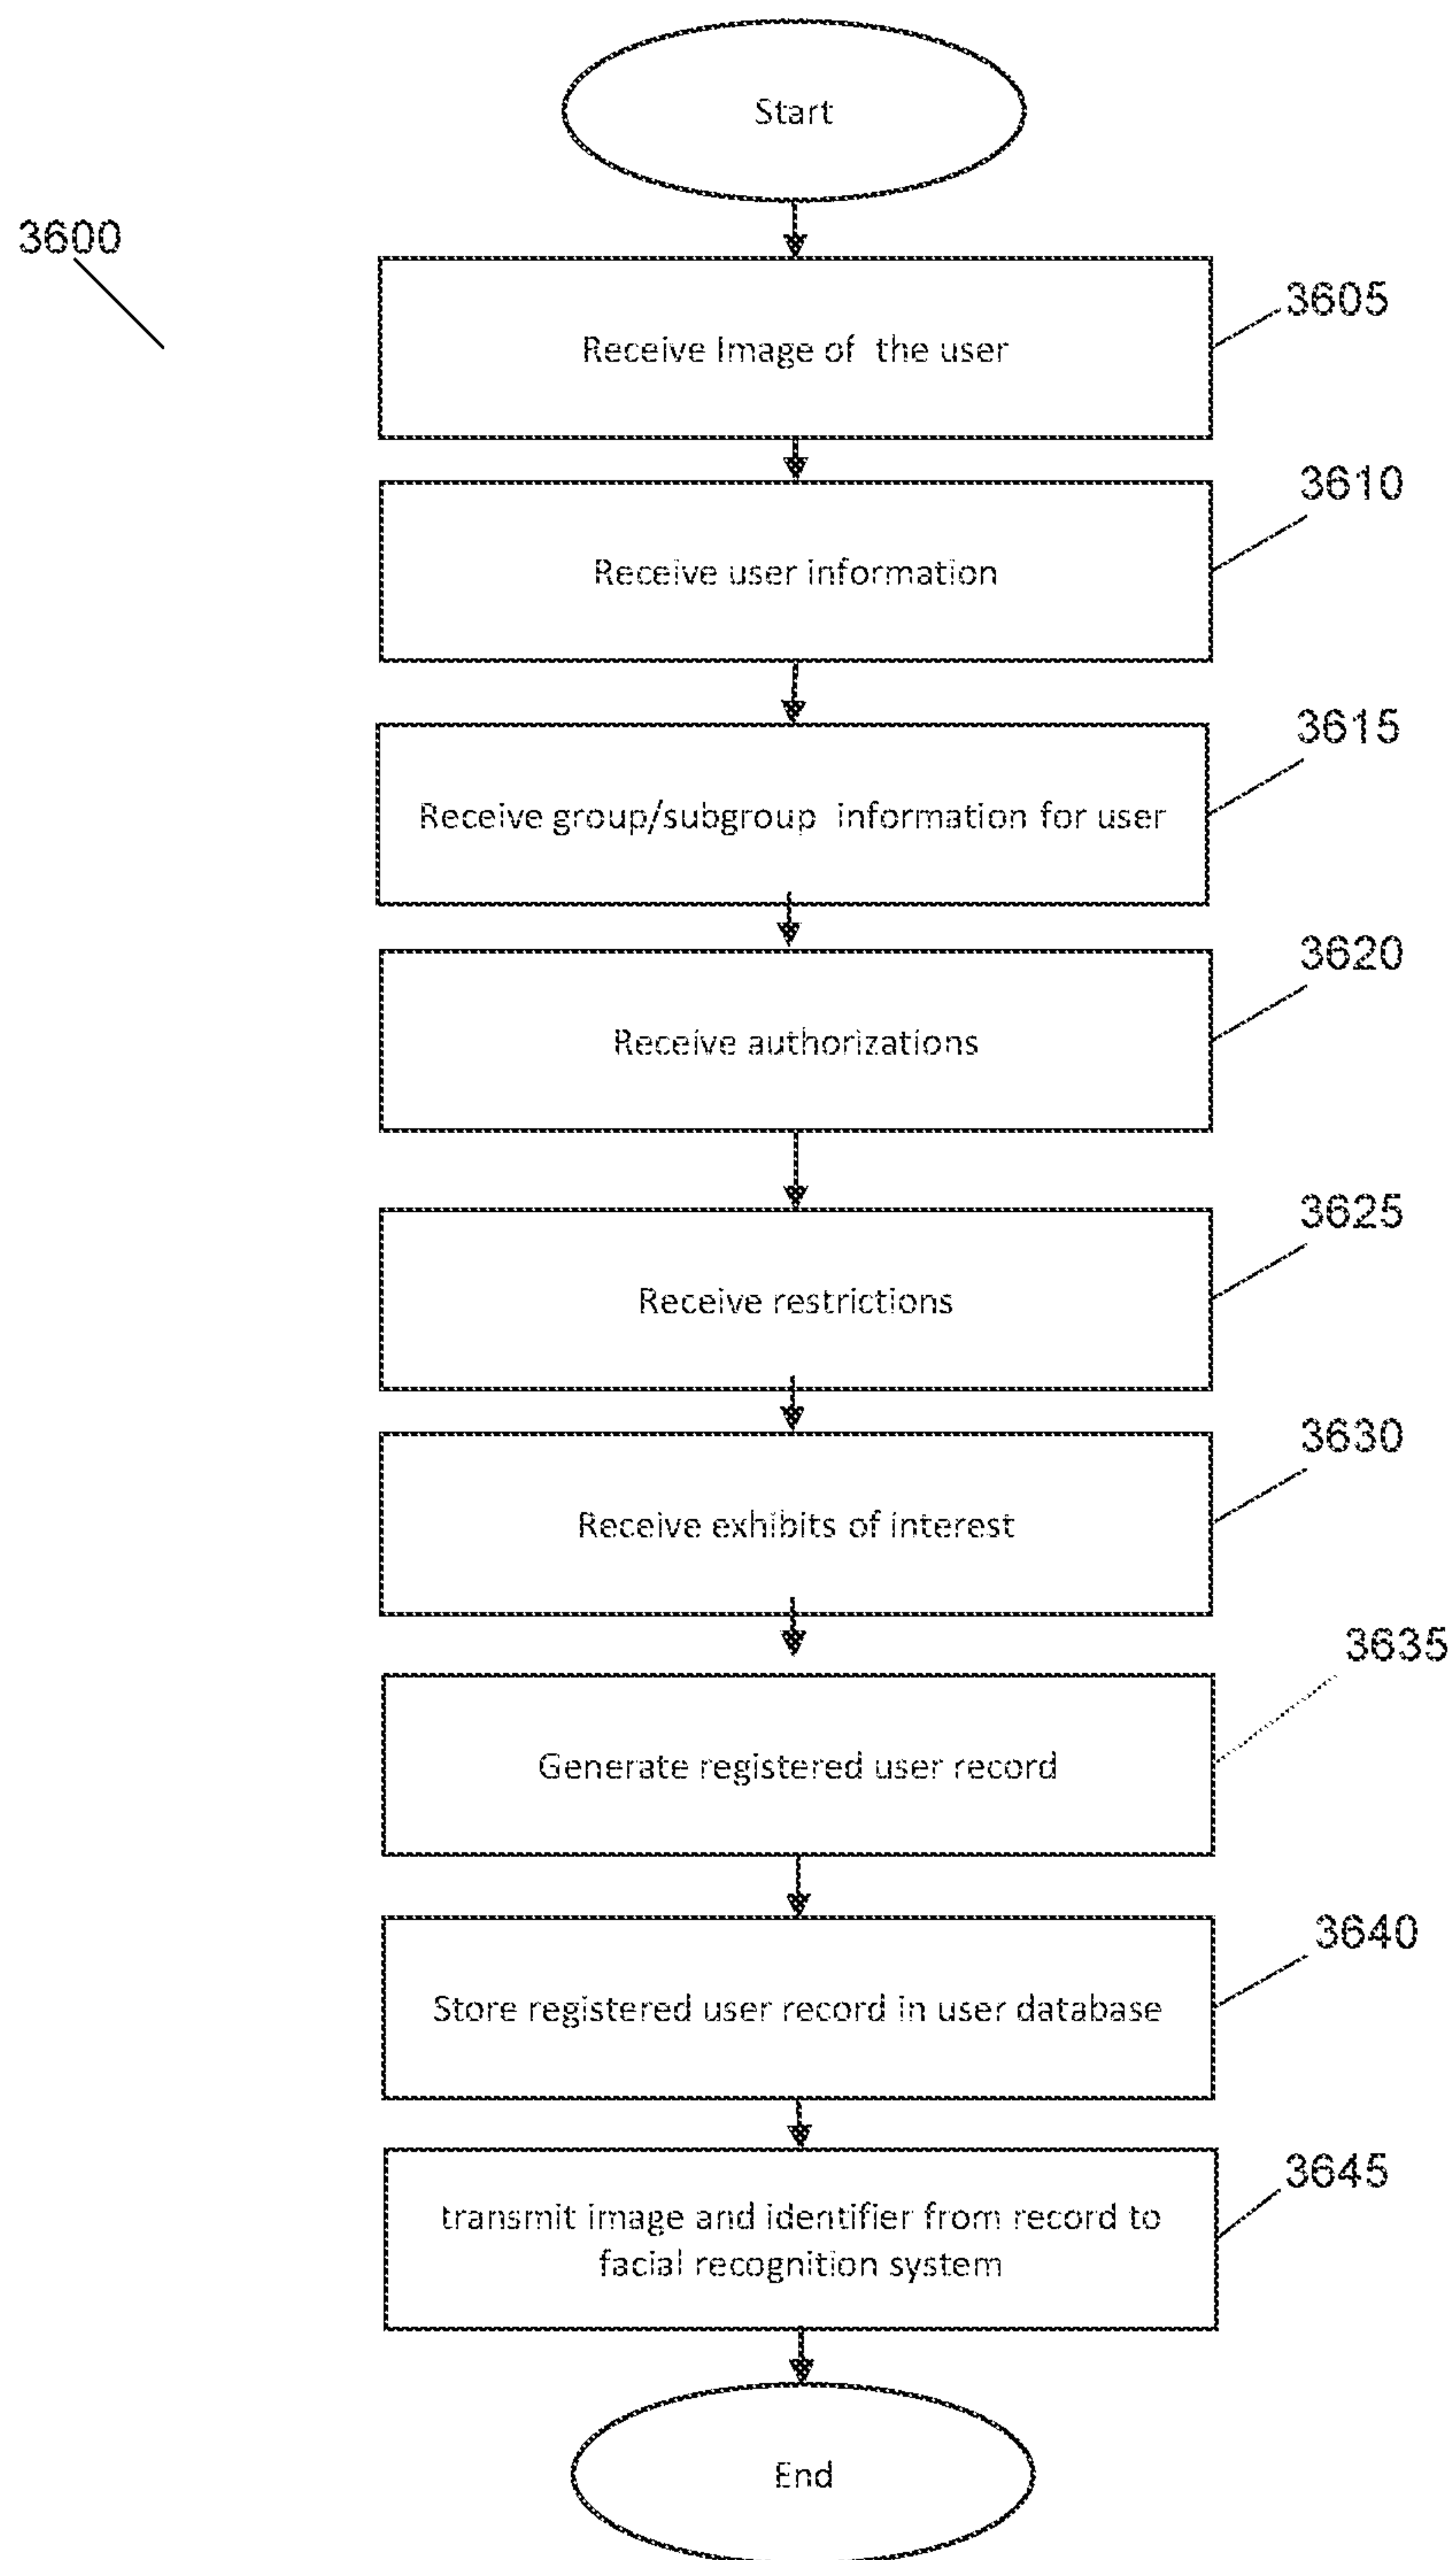 Start
3600
3605
Receive Image of the user
3610
Receive user information
3615
Receive group/subgroup information for user
3620
Receive authorizations
3625
Receive restrictions
3630
Receive exhibits of interest
3635
Generate registered user record
3640
Store registered user record in user database
3645
transmit image and identifier from record to
facial recognition system
End